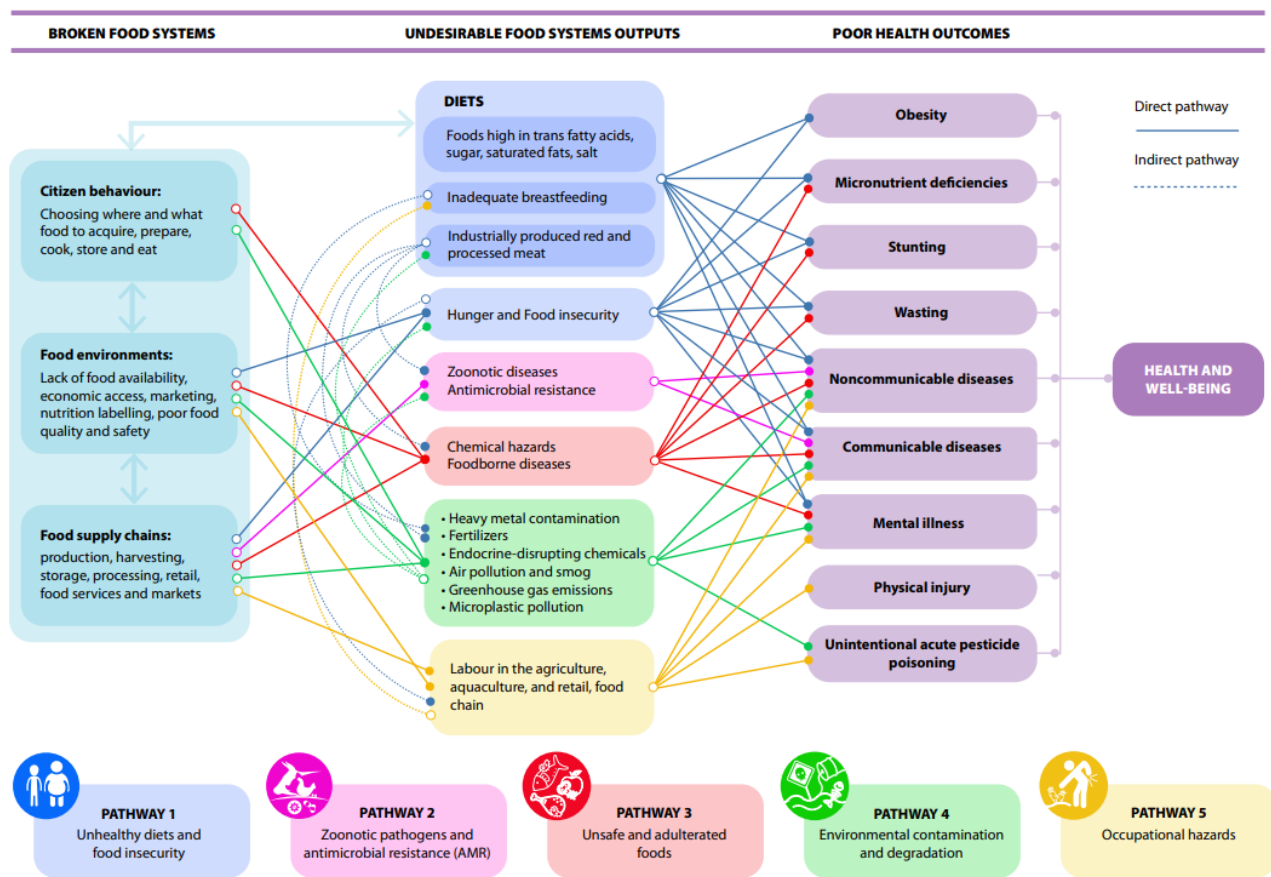 BROKEN FOOD SYSTEMS
UNDESIRABLE FOOD SYSTEMS OUTPUTS
POOR HEALTH OUTCOMES
Citizen behaviour:
Choosing where and what
food to acquire, prepare,
cook, store and eat
Food environments:
Lack of food availability,
economic access, marketing,
nutrition labelling, poor food
quality and safety
Food supply chains:
production, harvesting,
storage, processing, retail,
food services and markets
DIETS
Foods high in trans fatty acids,
sugar, saturated fats, salt
Inadequate breastfeeding
Industrially produced red and
processed meat
Hunger and Food insecurity
Zoonotic diseases
Antimicrobial resistance
Chemical hazards
Foodborne diseases
• Heavy metal contamination
• Fertilizers
• Endocrine-disrupting chemicals
• Air pollution and smog
• Greenhouse gas emissions
• Microplastic pollution
Labour in the agriculture,
aquaculture, and retail, food
chain
Obesity
Micronutrient deficiencies
Stunting
Wasting
Noncommunicable diseases
Communicable diseases
Mental illness
Physical injury
Unintentional acute pesticide
poisoning
Direct pathway
Indirect pathway
HEALTH AND
WELL-BEING
PATHWAY 1
Unhealthy diets and
food insecurity
PATHWAY 2
Zoonotic pathogens and
antimicrobial resistance (AMR)
PATHWAY 3
Unsafe and adulterated
foods
PATHWAY 4
Environmental contamination
and degradation
PATHWAY 5
Occupational hazards